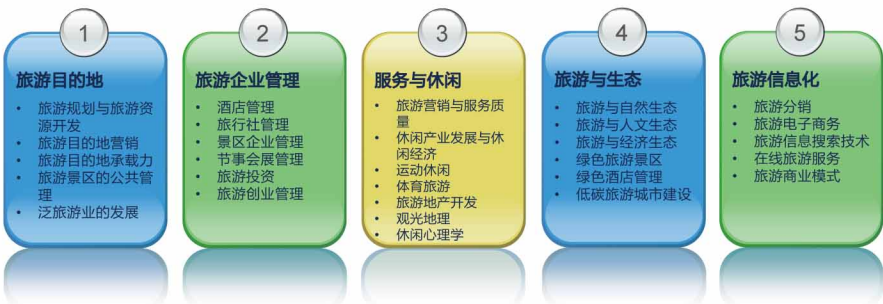 1
旅游目的地
• 旅游规划与旅游资
源开发
• 旅游目的地营销
• 旅游目的地承载力
• 旅游景区的公共管
理
• 泛旅游业的发展
2
旅游企业管理
• 酒店管理
• 旅行社管理
• 景区企业管理
• 节事会展管理
• 旅游投资
• 旅游创业管理
3
服务与休闲
• 旅游营销与服务质
量
• 休闲产业发展与休
闲经济
• 运动休闲
• 体育旅游
• 旅游地产开发
• 观光地理
• 休闲心理学
4
旅游与生态
• 旅游与自然生态
• 旅游与人文生态
• 旅游与经济生态
• 绿色旅游景区
• 绿色酒店管理
• 低碳旅游城市建设
5
旅游信息化
• 旅游分销
• 旅游电子商务
• 旅游信息搜索技术
• 在线旅游服务
• 旅游商业模式